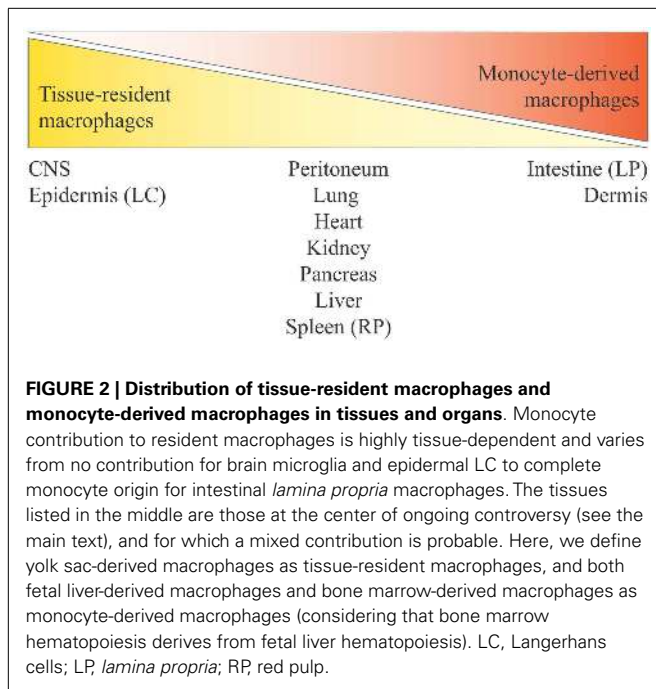 Tissue-resident
macrophages
Monocyte-derived
macrophages
CNS
Epidermis (LC)
Peritoneum
Lung
Heart
Kidney
Pancreas
Liver
Spleen (RP)
Intestine (LP)
Dermis
FIGURE 2 | Distribution of tissue-resident macrophages and
monocyte-derived macrophages in tissues and organs. Monocyte
contribution to resident macrophages is highly tissue-dependent and varies
from no contribution for brain microglia and epidermal LC to complete
monocyte origin for intestinal lamina propria macrophages. The tissues
listed in the middle are those at the center of ongoing controversy (see the
main text), and for which a mixed contribution is probable. Here, we define
yolk sac-derived macrophages as tissue-resident macrophages, and both
fetal liver-derived macrophages and bone marrow-derived macrophages as
monocyte-derived macrophages (considering that bone marrow
hematopoiesis derives from fetal liver hematopoiesis). LC, Langerhans
cells; LP, lamina propria; RP, red pulp.